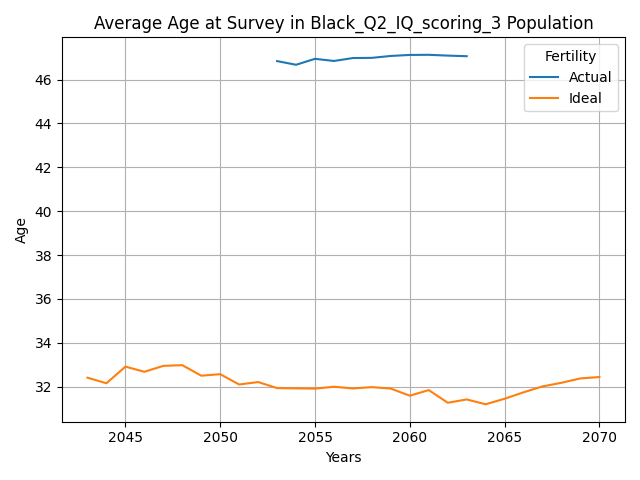 Average Age at Survey in Black_Q2_IQ_scoring_3 Population
Fertility
Actual
Ideal
46
44
42
40
38
36
34
32
Age
2045 2050 2055 2060 2065 2070
Years